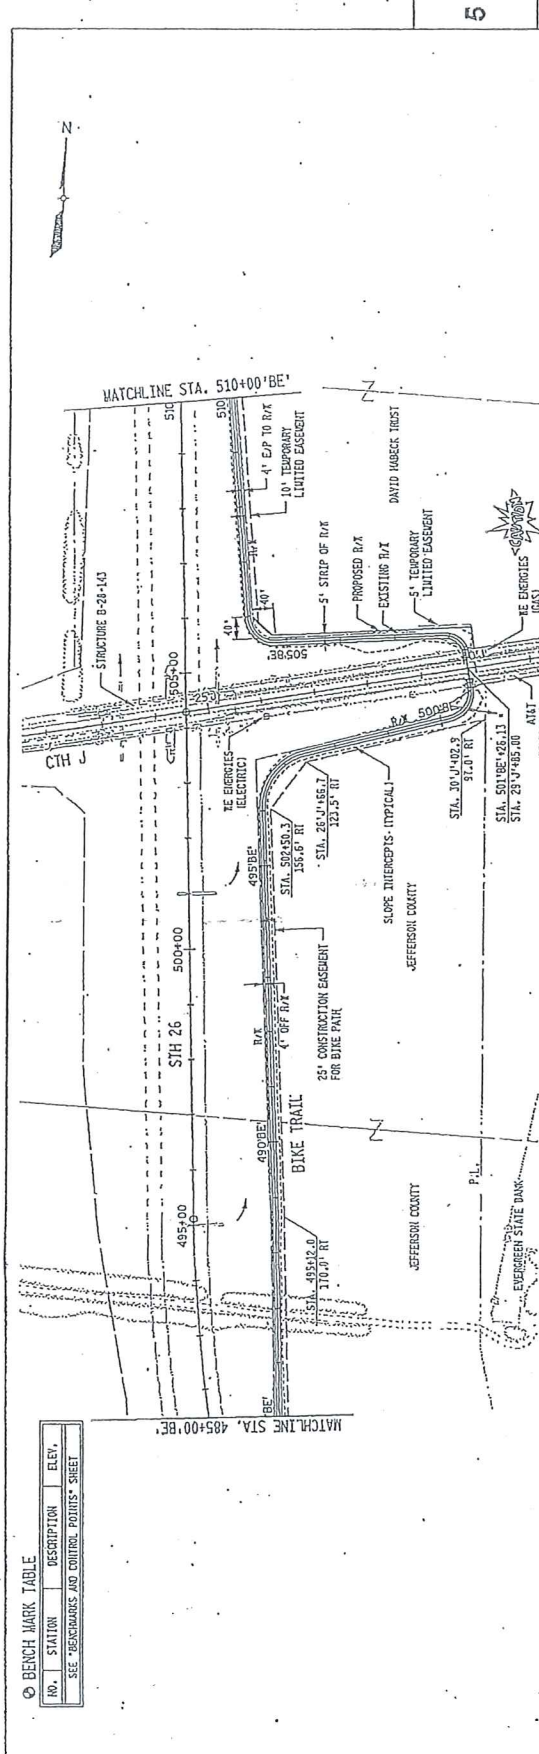 5
N
MATCHLINE STA. 510+00'BE'
510
510
4' E/P TO R/W
10' TEMPORARY
LIMITED EASEMENT
DAVID HABECK TRUST
STRUCTURE B-28-143
R/W
40'
40'
5' STRIP OF R/W
PROPOSED R/W
EXISTING R/W
5' TEMPORARY
LIMITED EASEMENT
WE ENERGIES
(GAS)
505'BE'
505+00
CTH J
WE ENERGIES
(ELECTRIC)
R/W
500'BE'
AT&T
STA. 30'J'+02.9
97.0' RT
STA. 501'BE'+26.13
STA. 29'J'+85.00
STA. 26'J'+66.7
123.5' RT
STA. 502+50.3
156.6' RT
SLOPE INTERCEPTS (TYPICAL)
495'BE'
500+00
STH 26
R/W
4' OFF R/W
25' CONSTRUCTION EASEMENT
FOR BIKE PATH
JEFFERSON COUNTY
490'BE'
BIKE TRAIL
495+00
STA. 495+12.0
170.0' RT
JEFFERSON COUNTY
P.L.
EVERGREEN STATE BANK
'BE'
MATCHLINE STA. 485+00'BE'
BENCH MARK TABLE
NO. STATION DESCRIPTION ELEV.
SEE "BENCHMARKS AND CONTROL POINTS" SHEET